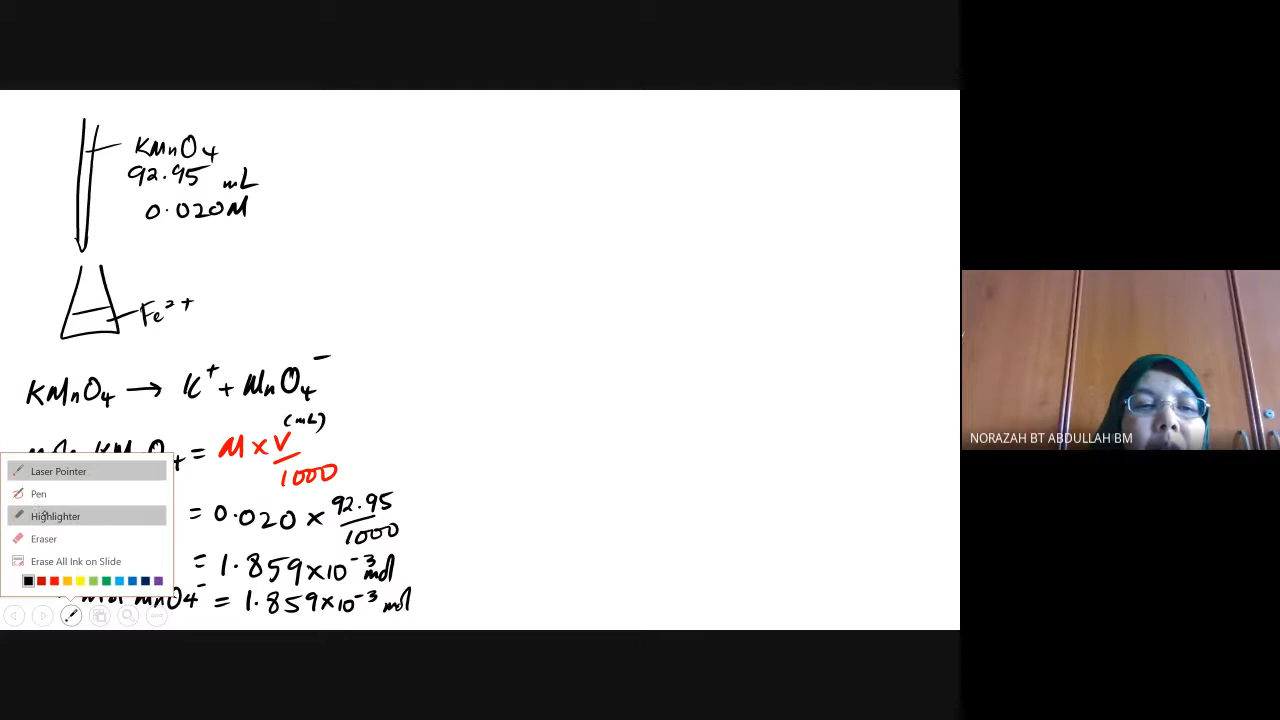 KMnO4
92.95 mL
0.020 M
Fe2+
KMnO4 → K+ + MnO4−
(mL)
= M × V
1000
= 0.020 × 92.95
1000
= 1.859 × 10−3 mol
MnO4− = 1.859 × 10−3 mol
Laser Pointer
Pen
Highlighter
Eraser
Erase All Ink on Slide
NORAZAH BT ABDULLAH BM